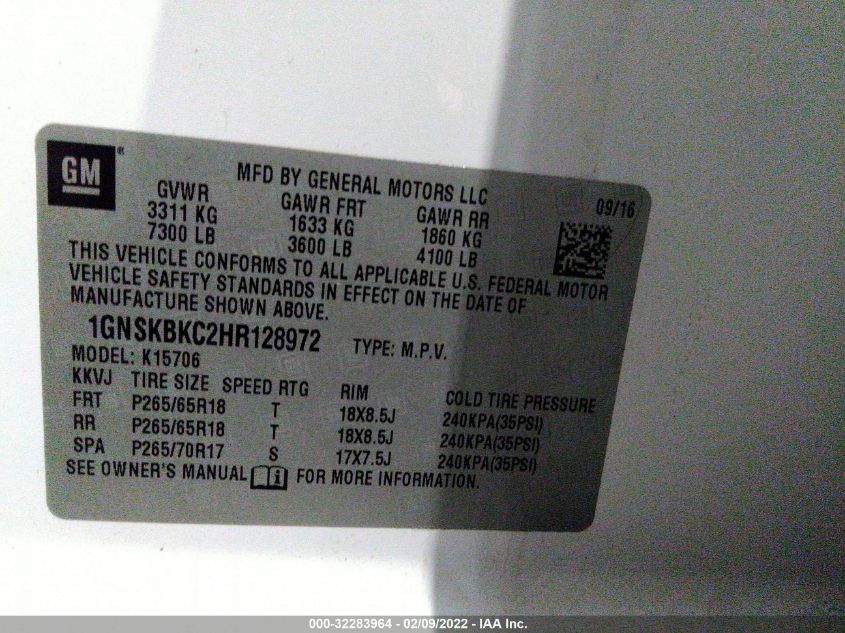 GM ®
MFD BY GENERAL MOTORS LLC
09/16
GVWR GAWR FRT GAWR RR
3311 KG 1633 KG 1860 KG
7300 LB 3600 LB 4100 LB
THIS VEHICLE CONFORMS TO ALL APPLICABLE U.S. FEDERAL MOTOR
VEHICLE SAFETY STANDARDS IN EFFECT ON THE DATE OF
MANUFACTURE SHOWN ABOVE.
1GNSKBKC2HR128972 TYPE: M.P.V.
MODEL: K15706
KKVJ TIRE SIZE SPEED RTG RIM COLD TIRE PRESSURE
FRT P265/65R18 T 18X8.5J 240KPA(35PSI)
RR P265/65R18 T 18X8.5J 240KPA(35PSI)
SPA P265/70R17 S 17X7.5J 240KPA(35PSI)
SEE OWNER'S MANUAL FOR MORE INFORMATION.
000-32283964 - 02/09/2022 - IAA Inc.